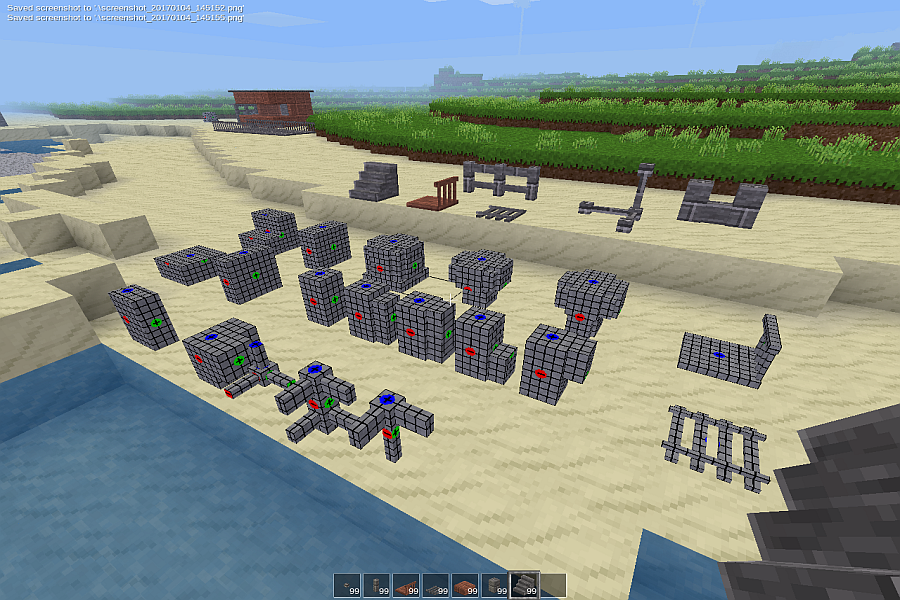 Saved screenshot to '.\screenshot_20170104_145152.png'
Saved screenshot to '.\screenshot_20170104_145155.png'
99 99 99 99 99 99 99